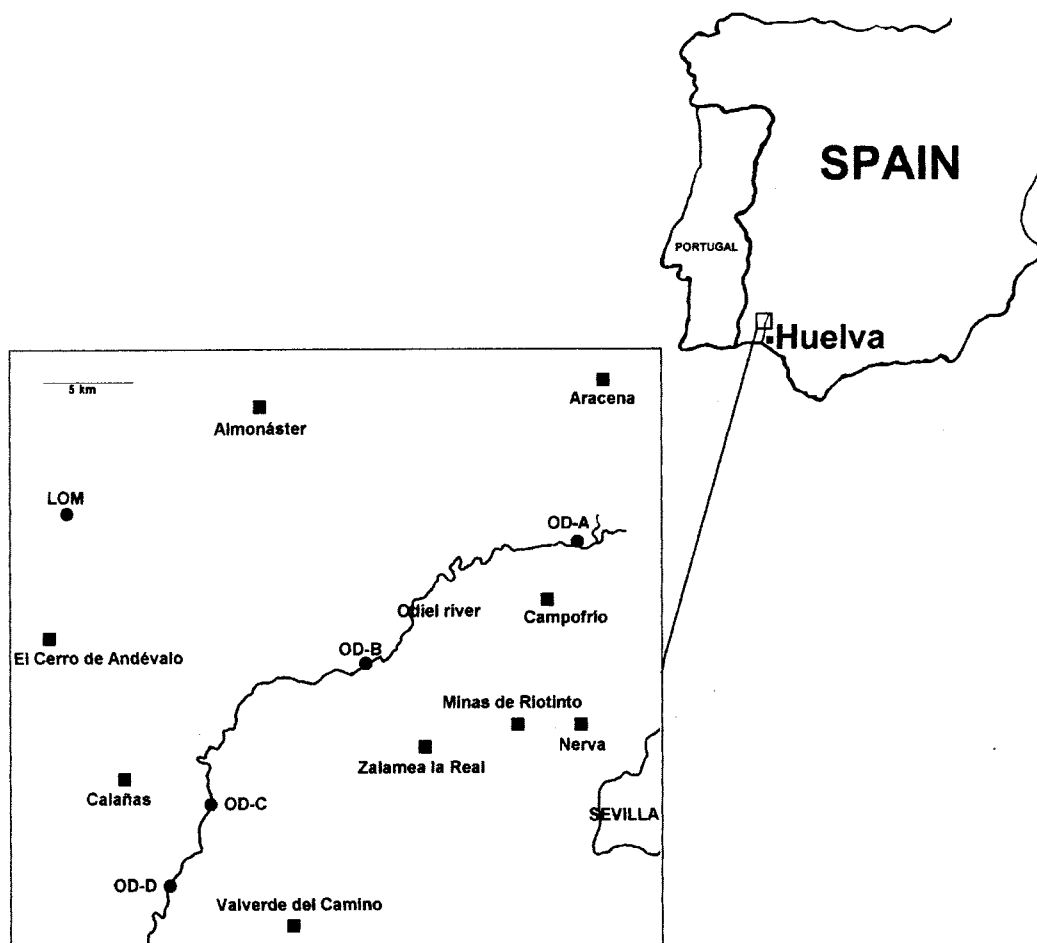 SPAIN
PORTUGAL
Huelva
5 km
Aracena
Almonáster
LOM
OD-A
Odiel river
Campofrío
OD-B
El Cerro de Andévalo
Minas de Riotinto
Nerva
Zalamea la Real
Calañas
OD-C
SEVILLA
OD-D
Valverde del Camino